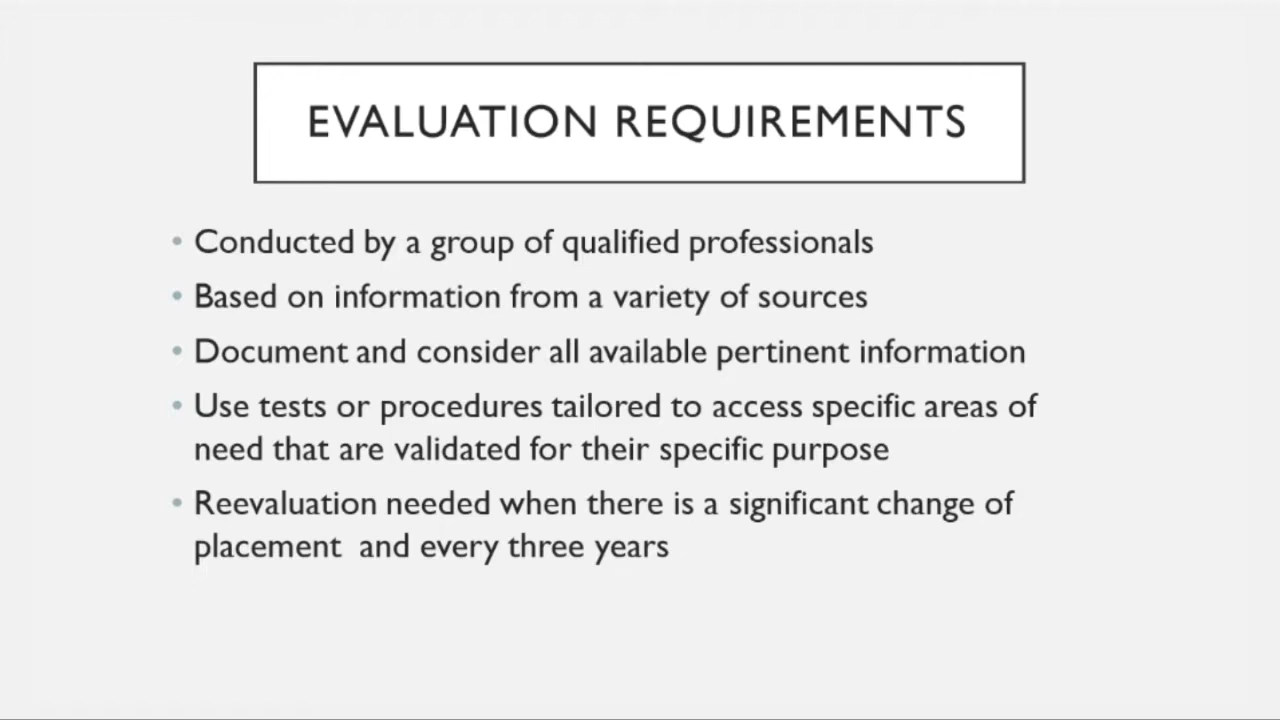 EVALUATION REQUIREMENTS
• Conducted by a group of qualified professionals
• Based on information from a variety of sources
• Document and consider all available pertinent information
• Use tests or procedures tailored to access specific areas of
need that are validated for their specific purpose
• Reevaluation needed when there is a significant change of
placement  and every three years